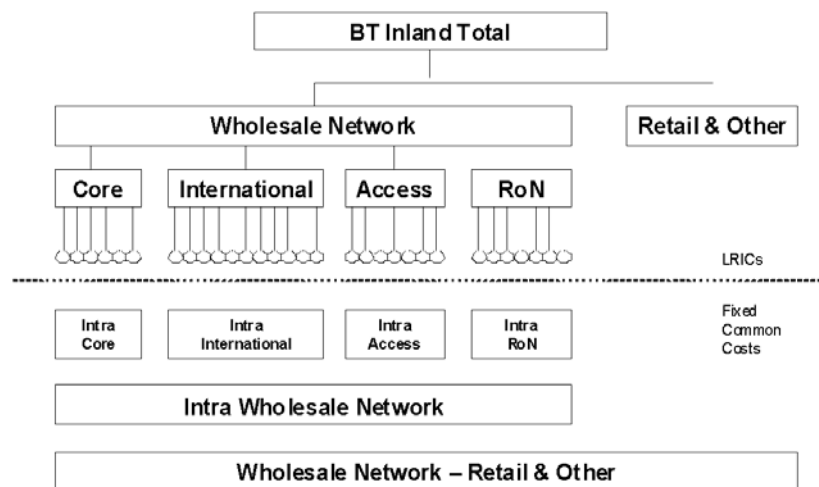 BT Inland Total
Wholesale Network
Retail & Other
Core
International
Access
RoN
LRICs
Intra
Core
Intra
International
Intra
Access
Intra
RoN
Fixed
Common
Costs
Intra Wholesale Network
Wholesale Network – Retail & Other